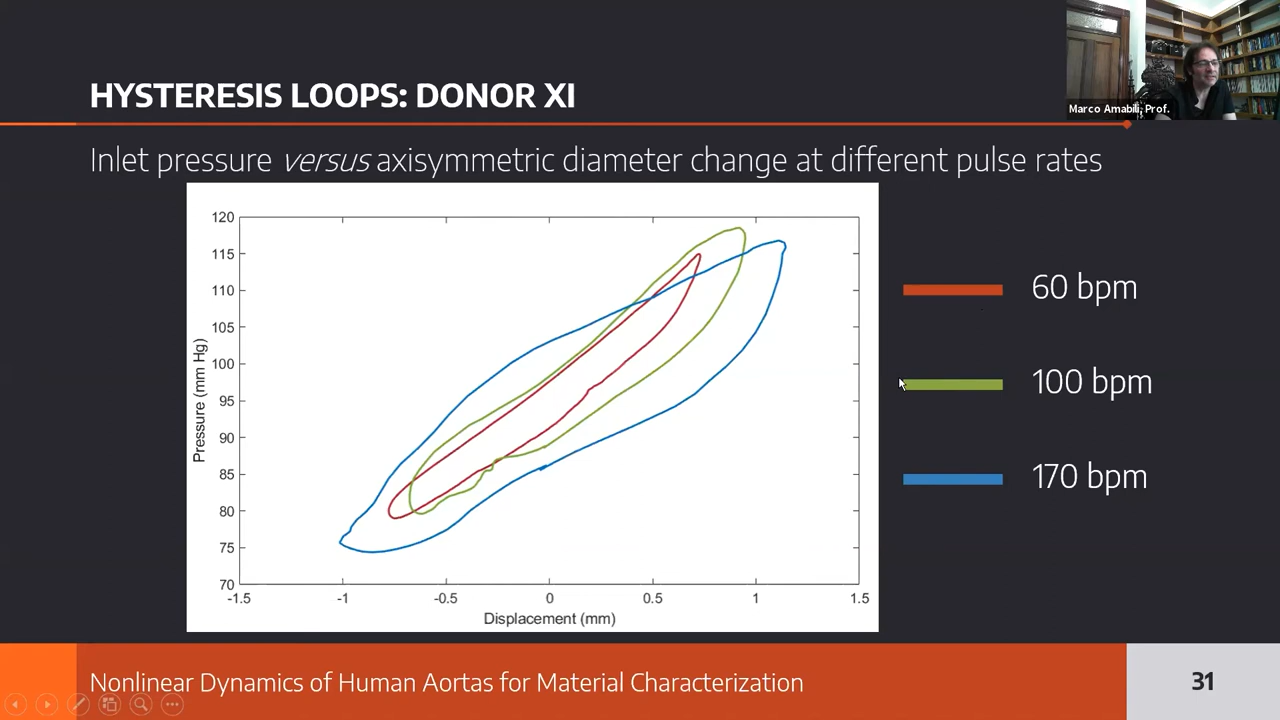 Marco Amabili, Prof.
HYSTERESIS LOOPS: DONOR XI
Inlet pressure versus axisymmetric diameter change at different pulse rates
120
115
110
105
100
95
90
85
80
75
70
Pressure (mm Hg)
-1.5 -1 -0.5 0 0.5 1 1.5
Displacement (mm)
60 bpm
100 bpm
170 bpm
Nonlinear Dynamics of Human Aortas for Material Characterization
31